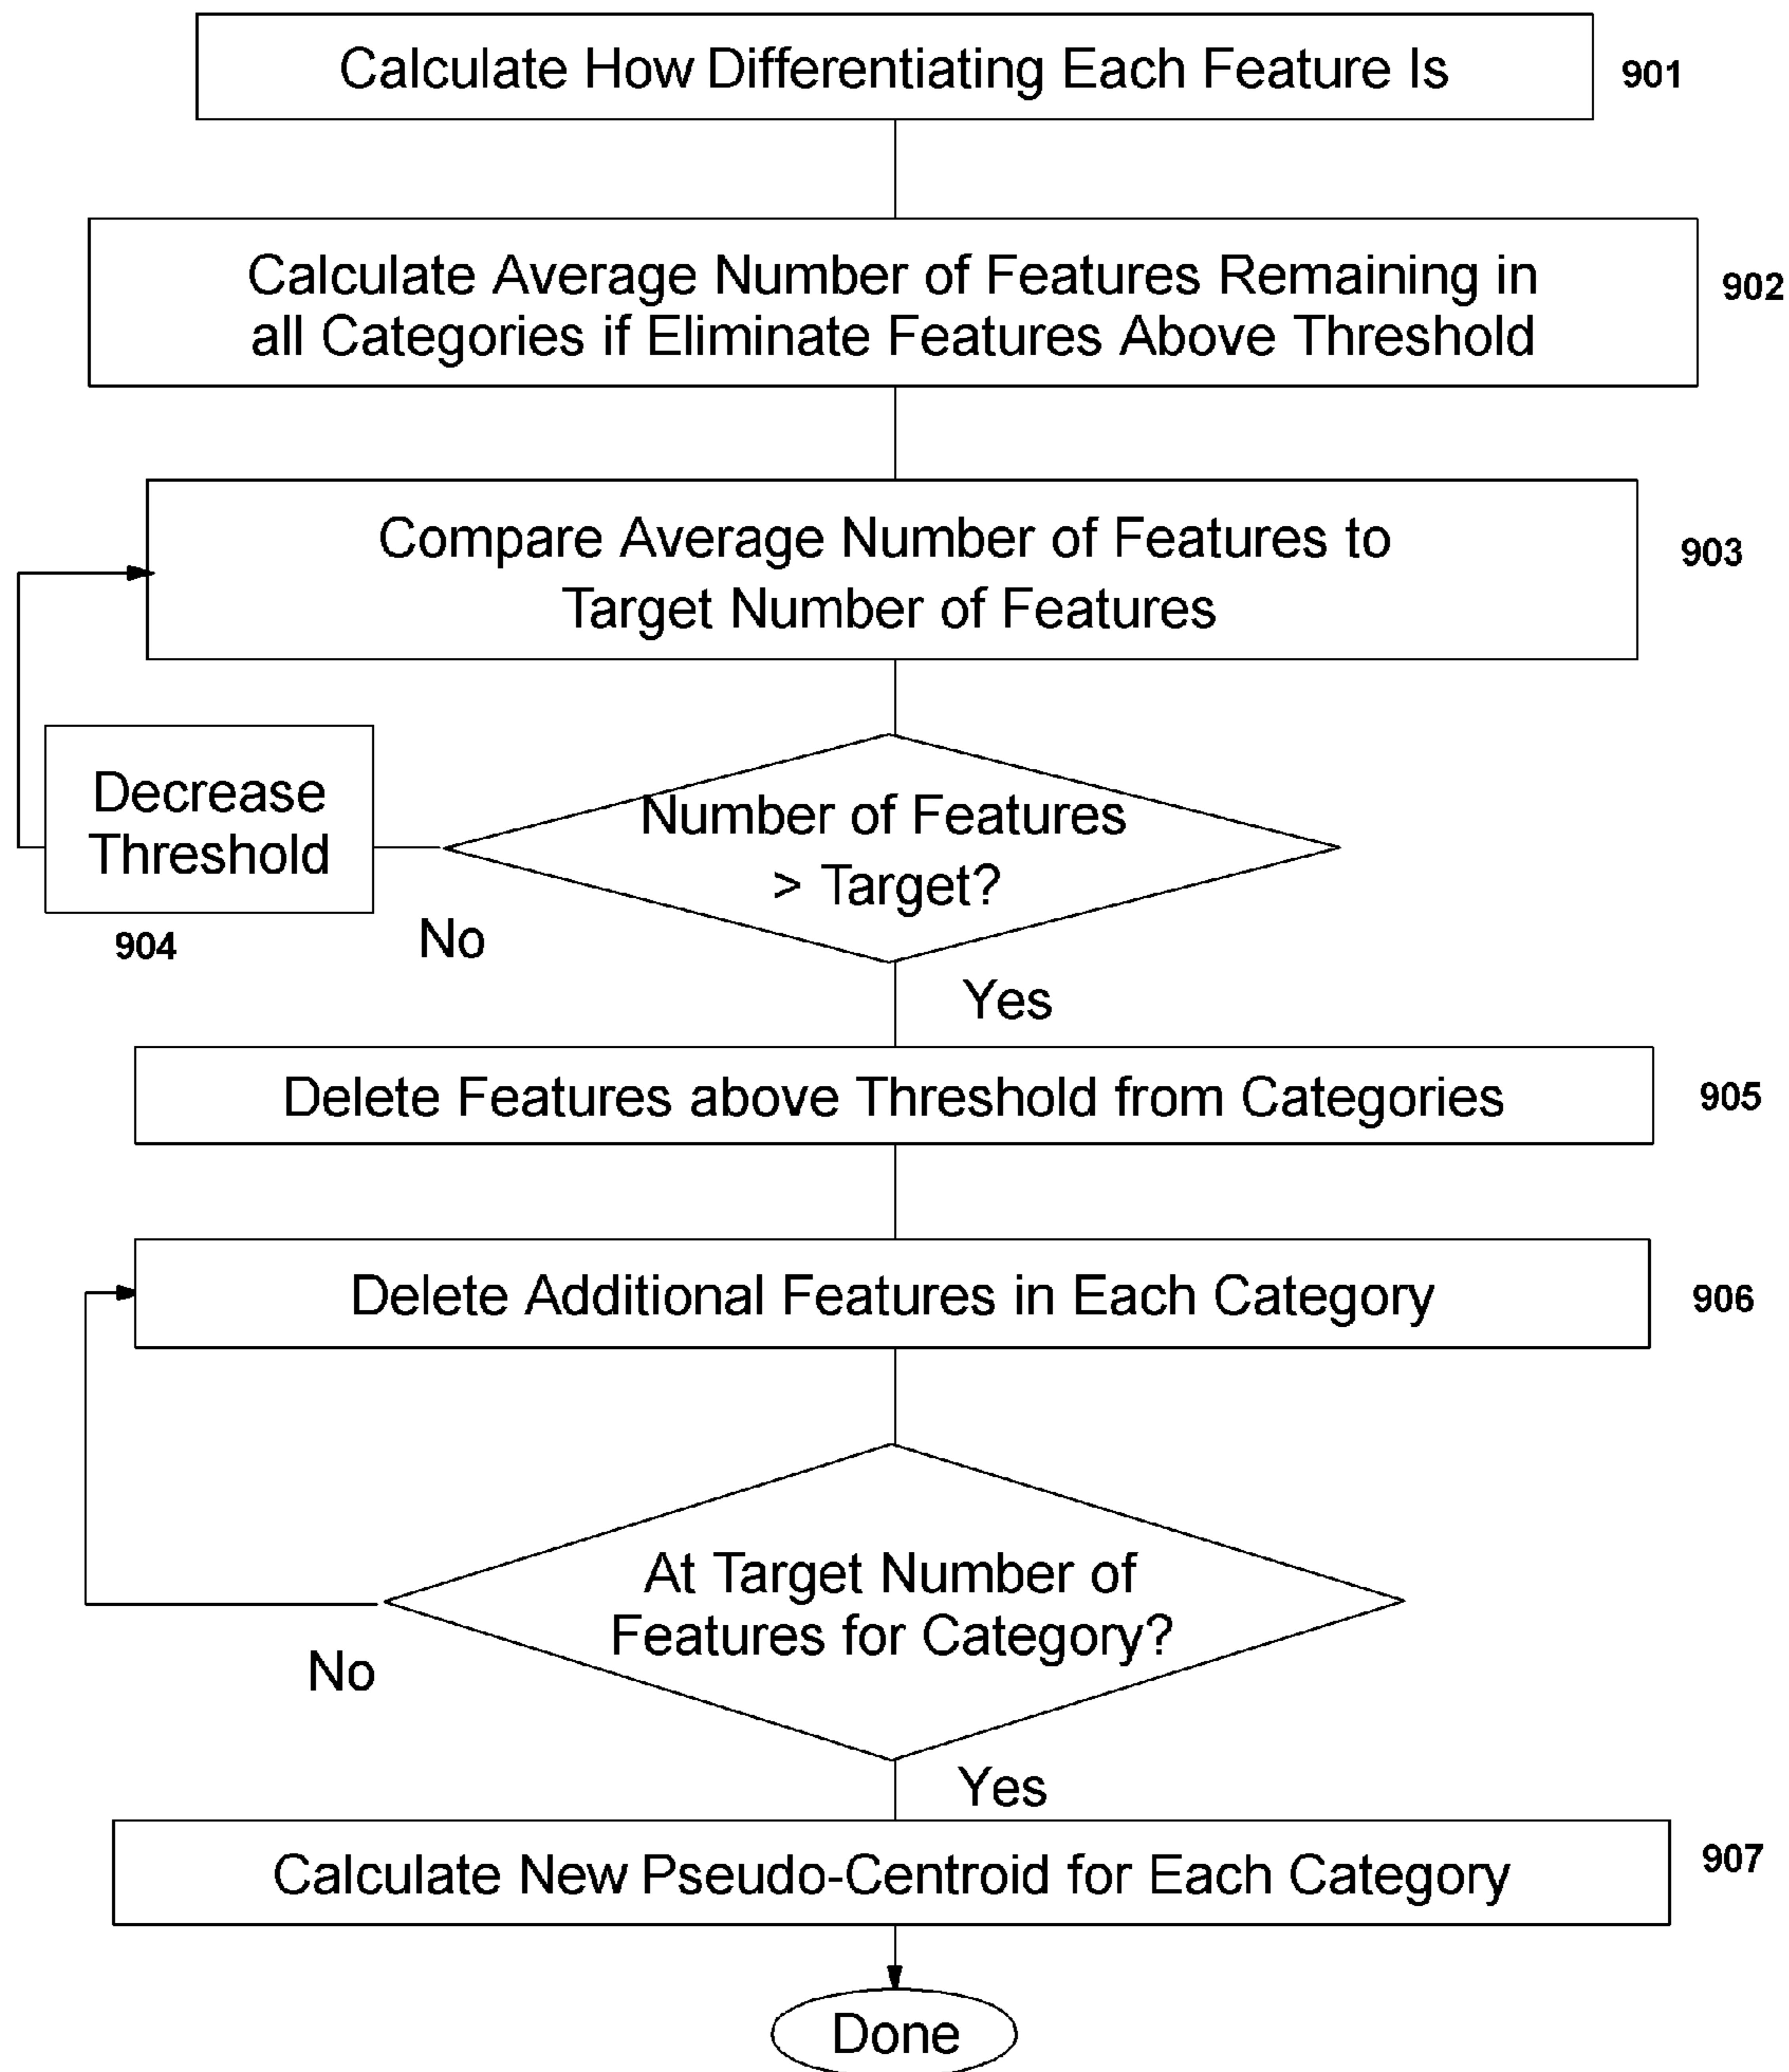 Calculate How Differentiating Each Feature Is
901
Calculate Average Number of Features Remaining in
all Categories if Eliminate Features Above Threshold
902
Compare Average Number of Features to
Target Number of Features
903
Decrease
Threshold
904
Number of Features
> Target?
No
Yes
Delete Features above Threshold from Categories
905
Delete Additional Features in Each Category
906
At Target Number of
Features for Category?
No
Yes
Calculate New Pseudo-Centroid for Each Category
907
Done